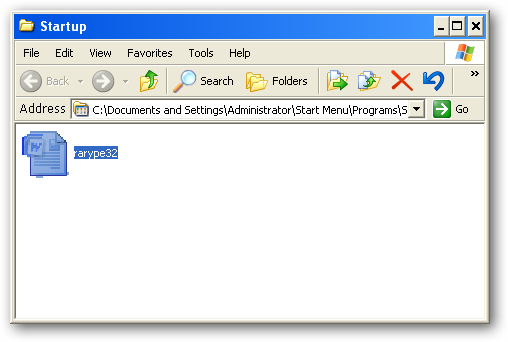 Startup
File Edit View Favorites Tools Help
Back Search Folders »
Address C:\Documents and Settings\Administrator\Start Menu\Programs\S Go
rarype32